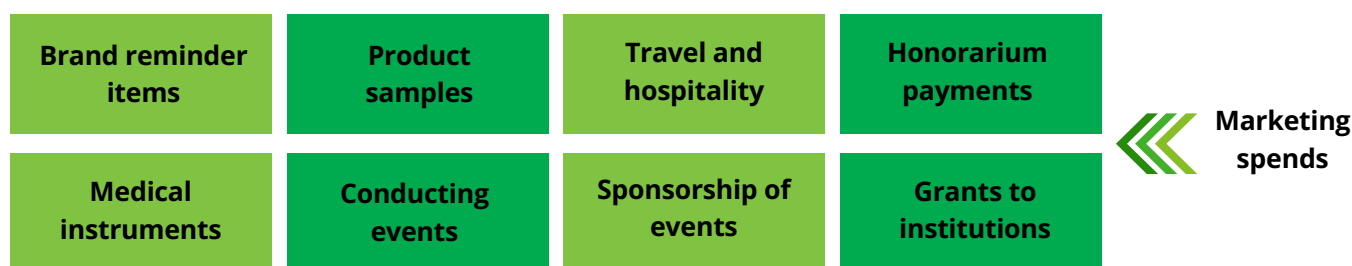 Brand reminder
items
Product
samples
Travel and
hospitality
Honorarium
payments
Medical
instruments
Conducting
events
Sponsorship of
events
Grants to
institutions
Marketing
spends